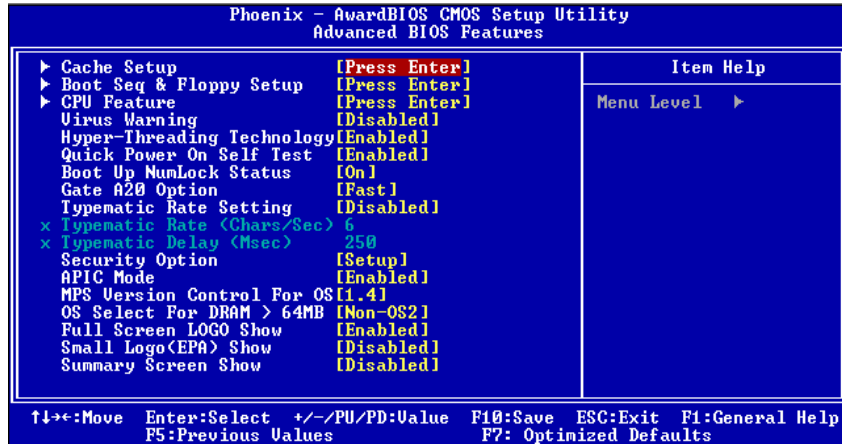 Phoenix - AwardBIOS CMOS Setup Utility
Advanced BIOS Features
▶ Cache Setup [Press Enter]
▶ Boot Seq & Floppy Setup [Press Enter]
▶ CPU Feature [Press Enter]
Virus Warning [Disabled]
Hyper-Threading Technology[Enabled]
Quick Power On Self Test [Enabled]
Boot Up NumLock Status [On]
Gate A20 Option [Fast]
Typematic Rate Setting [Disabled]
x Typematic Rate (Chars/Sec) 6
x Typematic Delay (Msec) 250
Security Option [Setup]
APIC Mode [Enabled]
MPS Version Control For OS[1.4]
OS Select For DRAM > 64MB [Non-OS2]
Full Screen LOGO Show [Enabled]
Small Logo(EPA) Show [Disabled]
Summary Screen Show [Disabled]
Item Help
Menu Level ▶
↑↓→←:Move Enter:Select +/-/PU/PD:Value F10:Save ESC:Exit F1:General Help
F5:Previous Values F7: Optimized Defaults